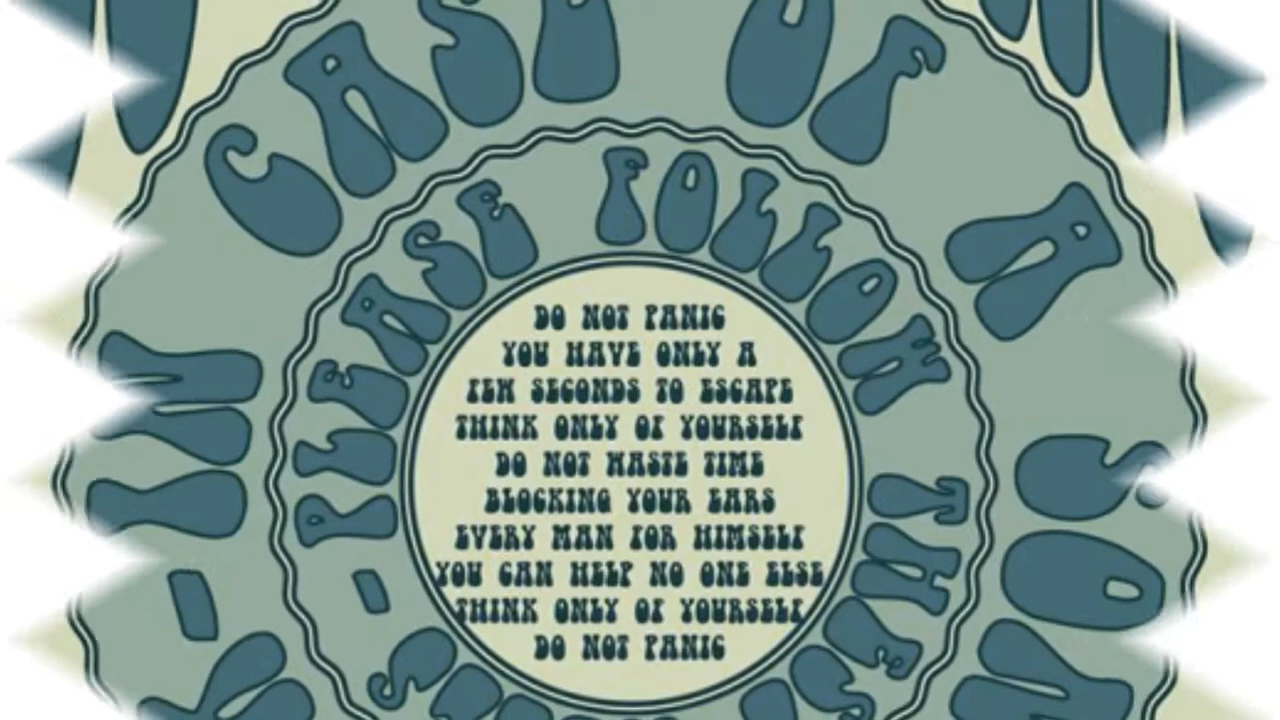 IN CASE OF A
PLEASE FOLLOW
DO NOT PANIC
YOU HAVE ONLY A
FEW SECONDS TO ESCAPE
THINK ONLY OF YOURSELF
DO NOT WASTE TIME
BLOCKING YOUR EARS
EVERY MAN FOR HIMSELF
YOU CAN HELP NO ONE ELSE
THINK ONLY OF YOURSELF
DO NOT PANIC